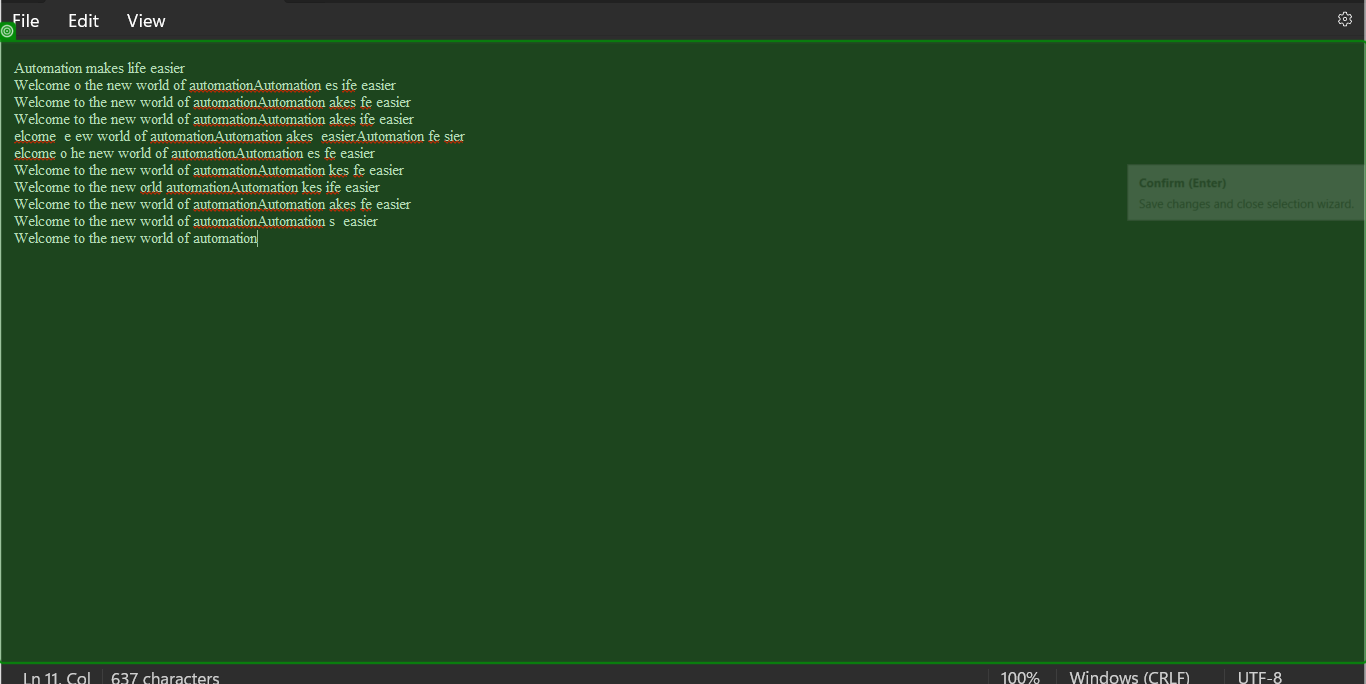 File Edit View
Automation makes life easier
Welcome o the new world of automationAutomation es ife easier
Welcome to the new world of automationAutomation akes fe easier
Welcome to the new world of automationAutomation akes ife easier
elcome  e ew world of automationAutomation akes  easierAutomation fe sier
elcome o he new world of automationAutomation es fe easier
Welcome to the new world of automationAutomation kes fe easier
Welcome to the new orld automationAutomation kes ife easier
Welcome to the new world of automationAutomation akes fe easier
Welcome to the new world of automationAutomation s  easier
Welcome to the new world of automation
Confirm (Enter)
Save changes and close selection wizard.
Ln 11, Col 637 characters 100% Windows (CRLF) UTF-8